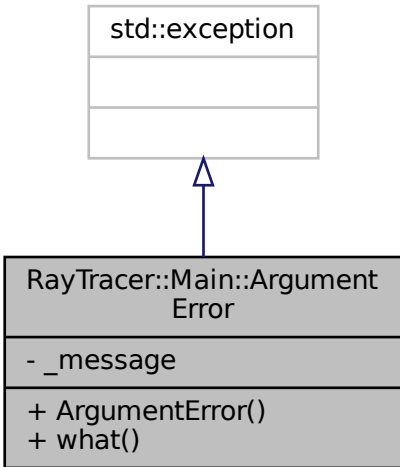 std::exception
RayTracer::Main::Argument
Error
- _message
+ ArgumentError()
+ what()